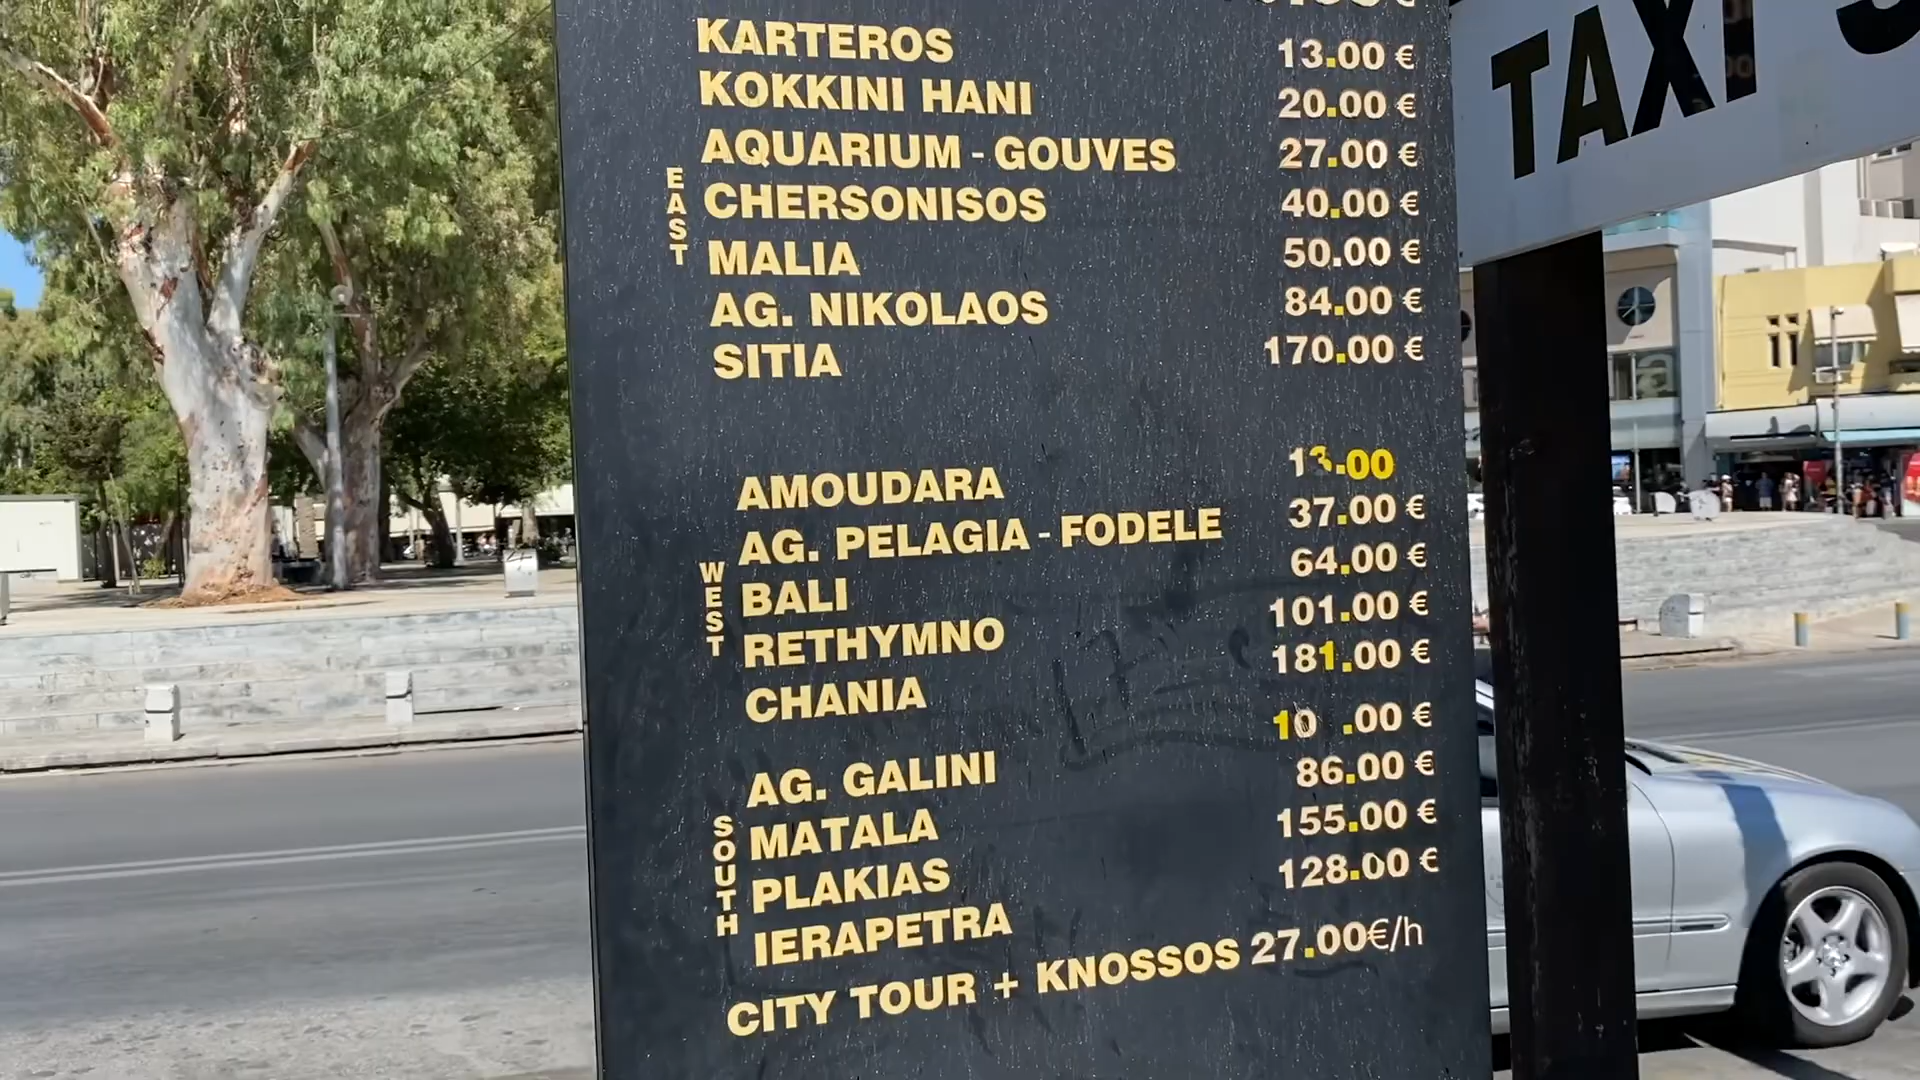 KARTEROS 13.00 €
KOKKINI HANI 20.00 €
AQUARIUM - GOUVES 27.00 €
EAST
CHERSONISOS 40.00 €
MALIA 50.00 €
AG. NIKOLAOS 84.00 €
SITIA 170.00 €
AMOUDARA 13.00
AG. PELAGIA - FODELE 37.00 €
WEST
BALI 64.00 €
RETHYMNO 101.00 €
CHANIA 181.00 €
AG. GALINI 10 .00 €
SOUTH
MATALA 86.00 €
PLAKIAS 155.00 €
IERAPETRA 128.00 €
CITY TOUR + KNOSSOS 27.00€/h
TAXI